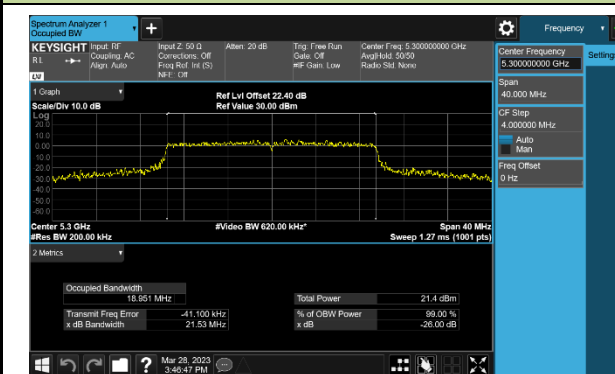 Spectrum Analyzer 1
Occupied BW
+
Frequency
KEYSIGHT
RL
Input: RF
Coupling: AC
Align: Auto
Input Z: 50 Ω
Corrections: Off
Freq Ref: Int (S)
NFE: Off
Atten: 20 dB
Trig: Free Run
Gate: Off
#IF Gain: Low
Center Freq: 5.300000000 GHz
Avg|Hold: 50/50
Radio Std: None
Center Frequency
5.300000000 GHz
Settings
Span
40.000 MHz
CF Step
4.000000 MHz
Auto
Man
Freq Offset
0 Hz
1 Graph
Scale/Div 10.0 dB
Ref Lvl Offset 22.40 dB
Ref Value 30.00 dBm
Log
20.0
10.0
0.00
-10.0
-20.0
-30.0
-40.0
-50.0
-60.0
Center 5.3 GHz
#Res BW 200.00 kHz
#Video BW 620.00 kHz*
Span 40 MHz
Sweep 1.27 ms (1001 pts)
2 Metrics
Occupied Bandwidth
18.951 MHz
Total Power 21.4 dBm
Transmit Freq Error -41.100 kHz
% of OBW Power 99.00 %
x dB Bandwidth 21.53 MHz
x dB -26.00 dB
?
Mar 28, 2023
3:46:47 PM